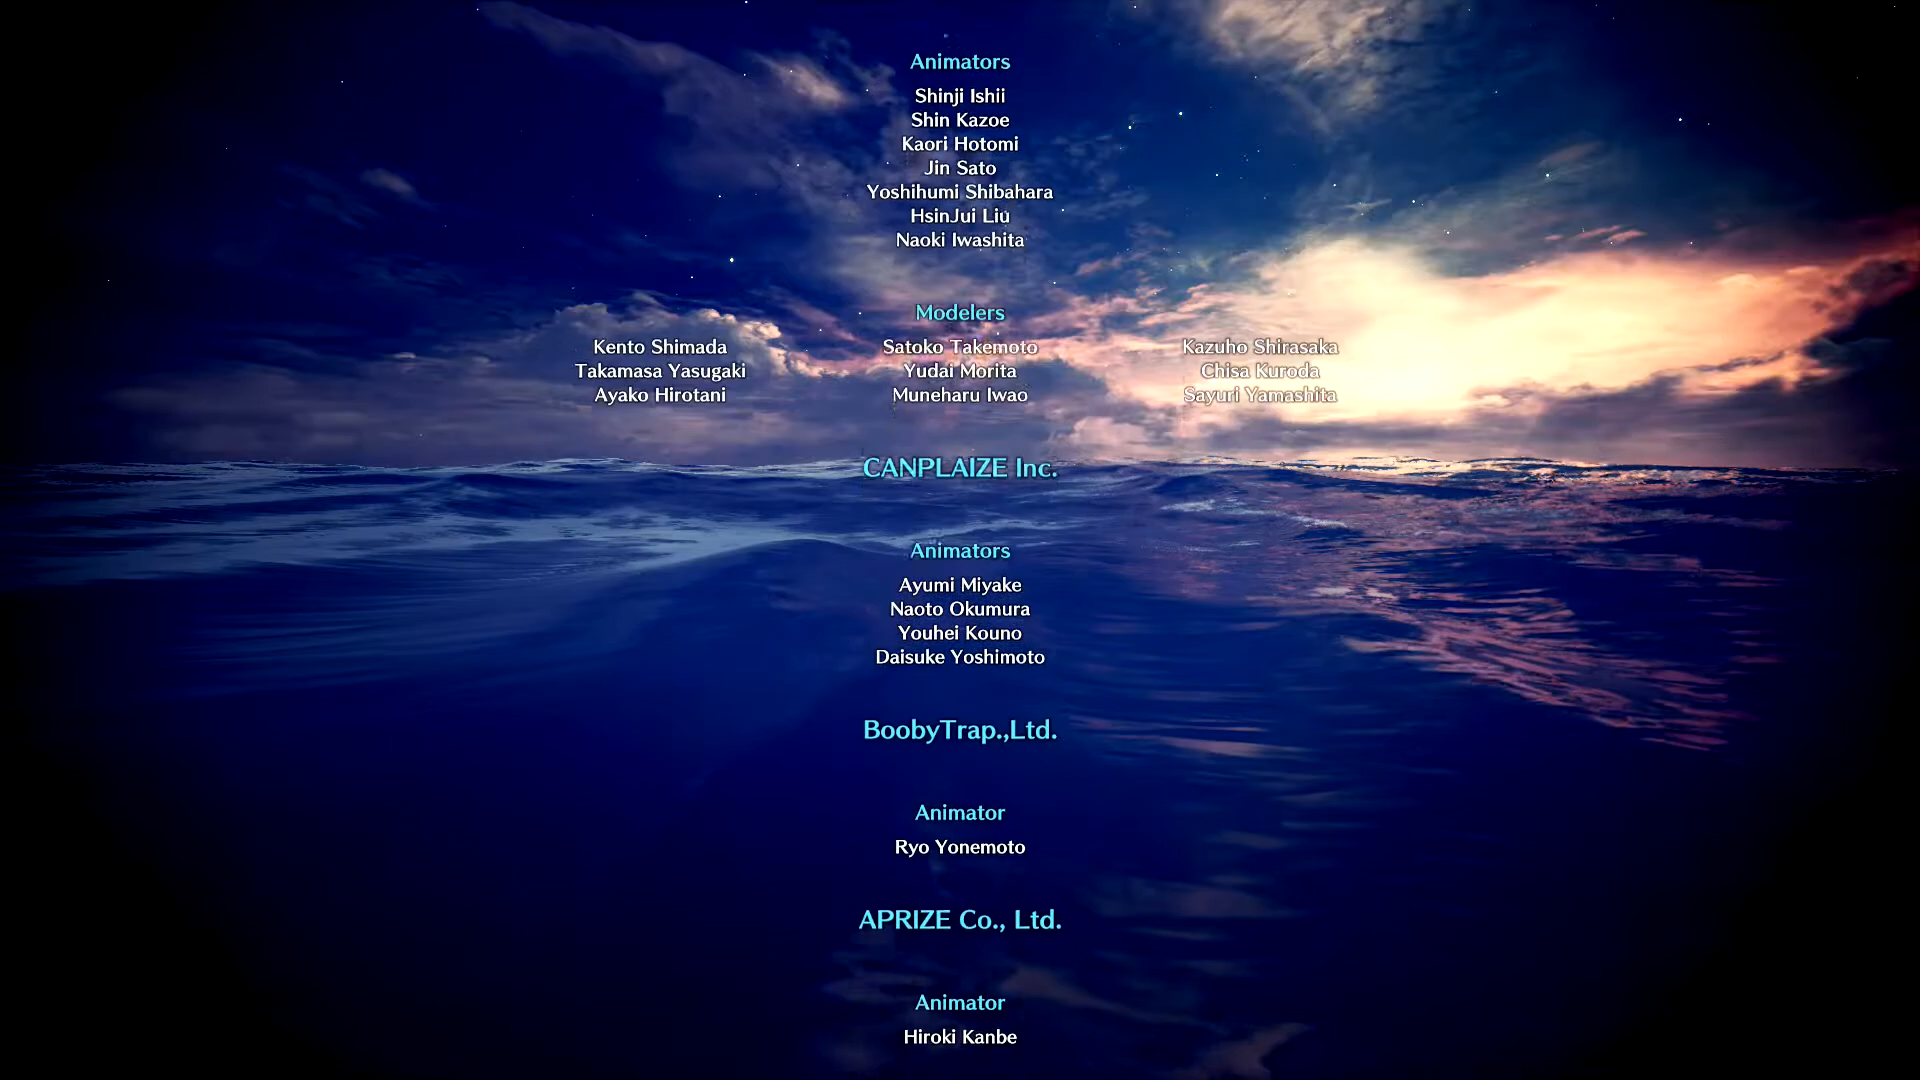 Animators
Shinji Ishii
Shin Kazoe
Kaori Hotomi
Jin Sato
Yoshihumi Shibahara
HsinJui Liu
Naoki Iwashita
Modelers
Kento Shimada Satoko Takemoto Kazuho Shirasaka
Takamasa Yasugaki Yudai Morita Chisa Kuroda
Ayako Hirotani Muneharu Iwao Sayuri Yamashita
CANPLAIZE Inc.
Animators
Ayumi Miyake
Naoto Okumura
Youhei Kouno
Daisuke Yoshimoto
BoobyTrap.,Ltd.
Animator
Ryo Yonemoto
APRIZE Co., Ltd.
Animator
Hiroki Kanbe